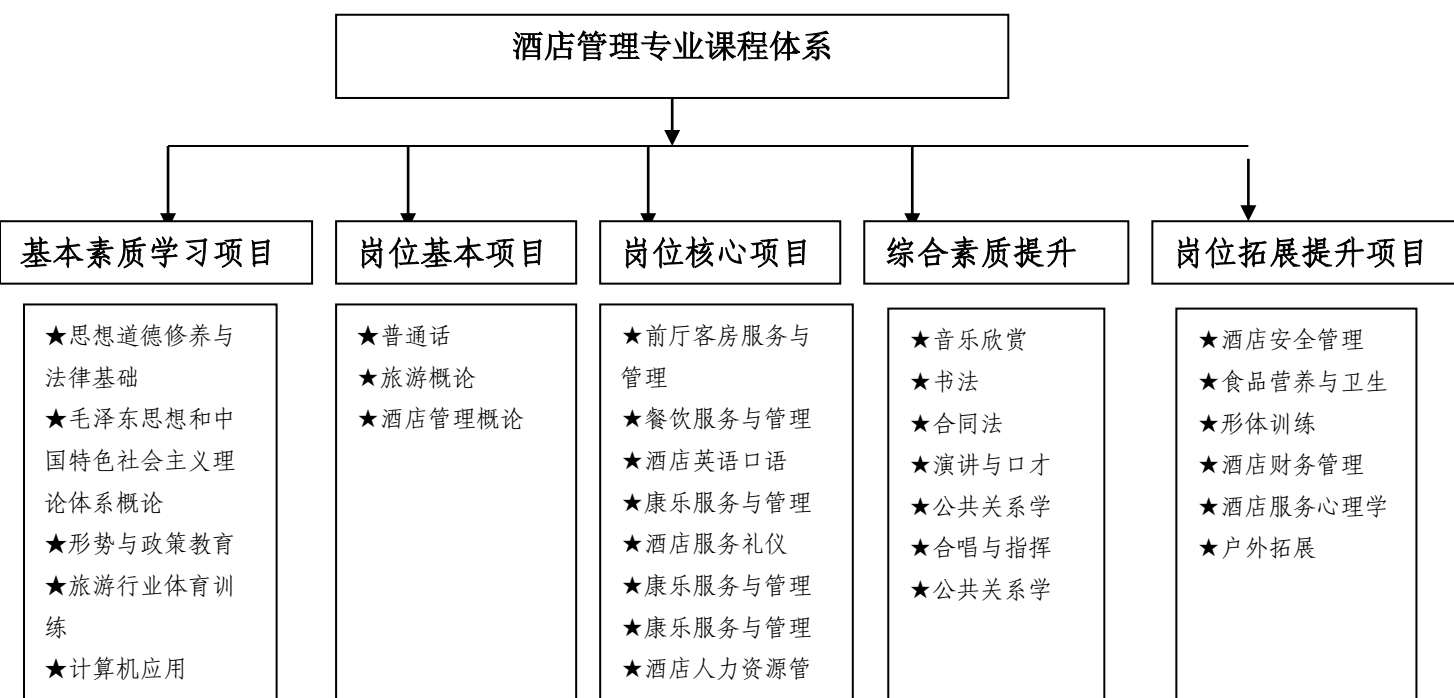 酒店管理专业课程体系
基本素质学习项目
岗位基本项目
岗位核心项目
综合素质提升
岗位拓展提升项目
★思想道德修养与
法律基础
★毛泽东思想和中
国特色社会主义理
论体系概论
★形势与政策教育
★旅游行业体育训
练
★计算机应用
★普通话
★旅游概论
★酒店管理概论
★前厅客房服务与
管理
★餐饮服务与管理
★酒店英语口语
★康乐服务与管理
★酒店服务礼仪
★康乐服务与管理
★康乐服务与管理
★酒店人力资源管
★音乐欣赏
★书法
★合同法
★演讲与口才
★公共关系学
★合唱与指挥
★公共关系学
★酒店安全管理
★食品营养与卫生
★形体训练
★酒店财务管理
★酒店服务心理学
★户外拓展